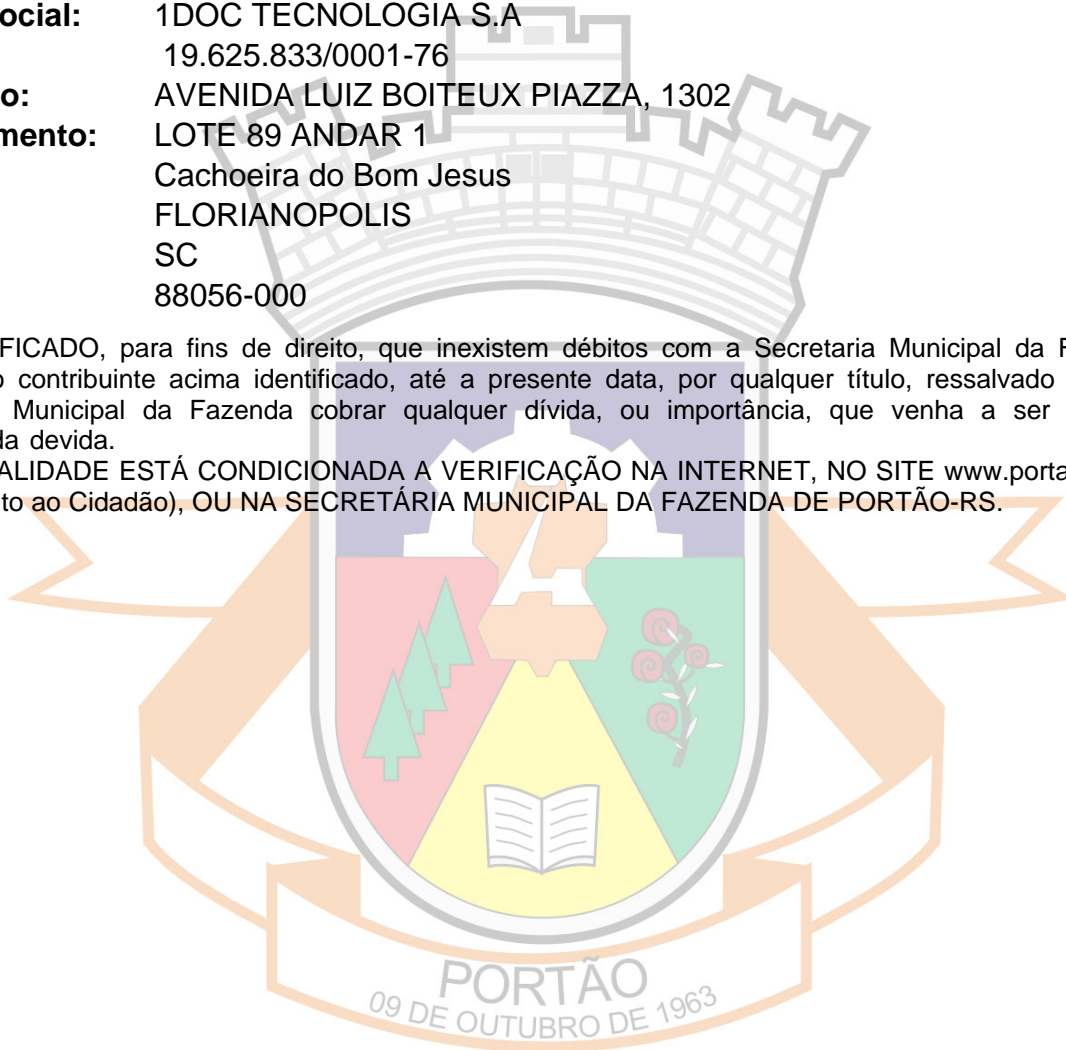 ocial: 1DOC TECNOLOGIA S.A
19.625.833/0001-76
o: AVENIDA LUIZ BOITEUX PIAZZA, 1302
mento: LOTE 89 ANDAR 1
Cachoeira do Bom Jesus
FLORIANOPOLIS
SC
88056-000
FICADO, para fins de direito, que inexistem débitos com a Secretaria Municipal da F
o contribuinte acima identificado, até a presente data, por qualquer título, ressalvado
Municipal da Fazenda cobrar qualquer dívida, ou importância, que venha a ser
da devida.
ALIDADE ESTÁ CONDICIONADA A VERIFICAÇÃO NA INTERNET, NO SITE www.porta
to ao Cidadão), OU NA SECRETÁRIA MUNICIPAL DA FAZENDA DE PORTÃO-RS.
PORTÃO
09 DE OUTUBRO DE 1963